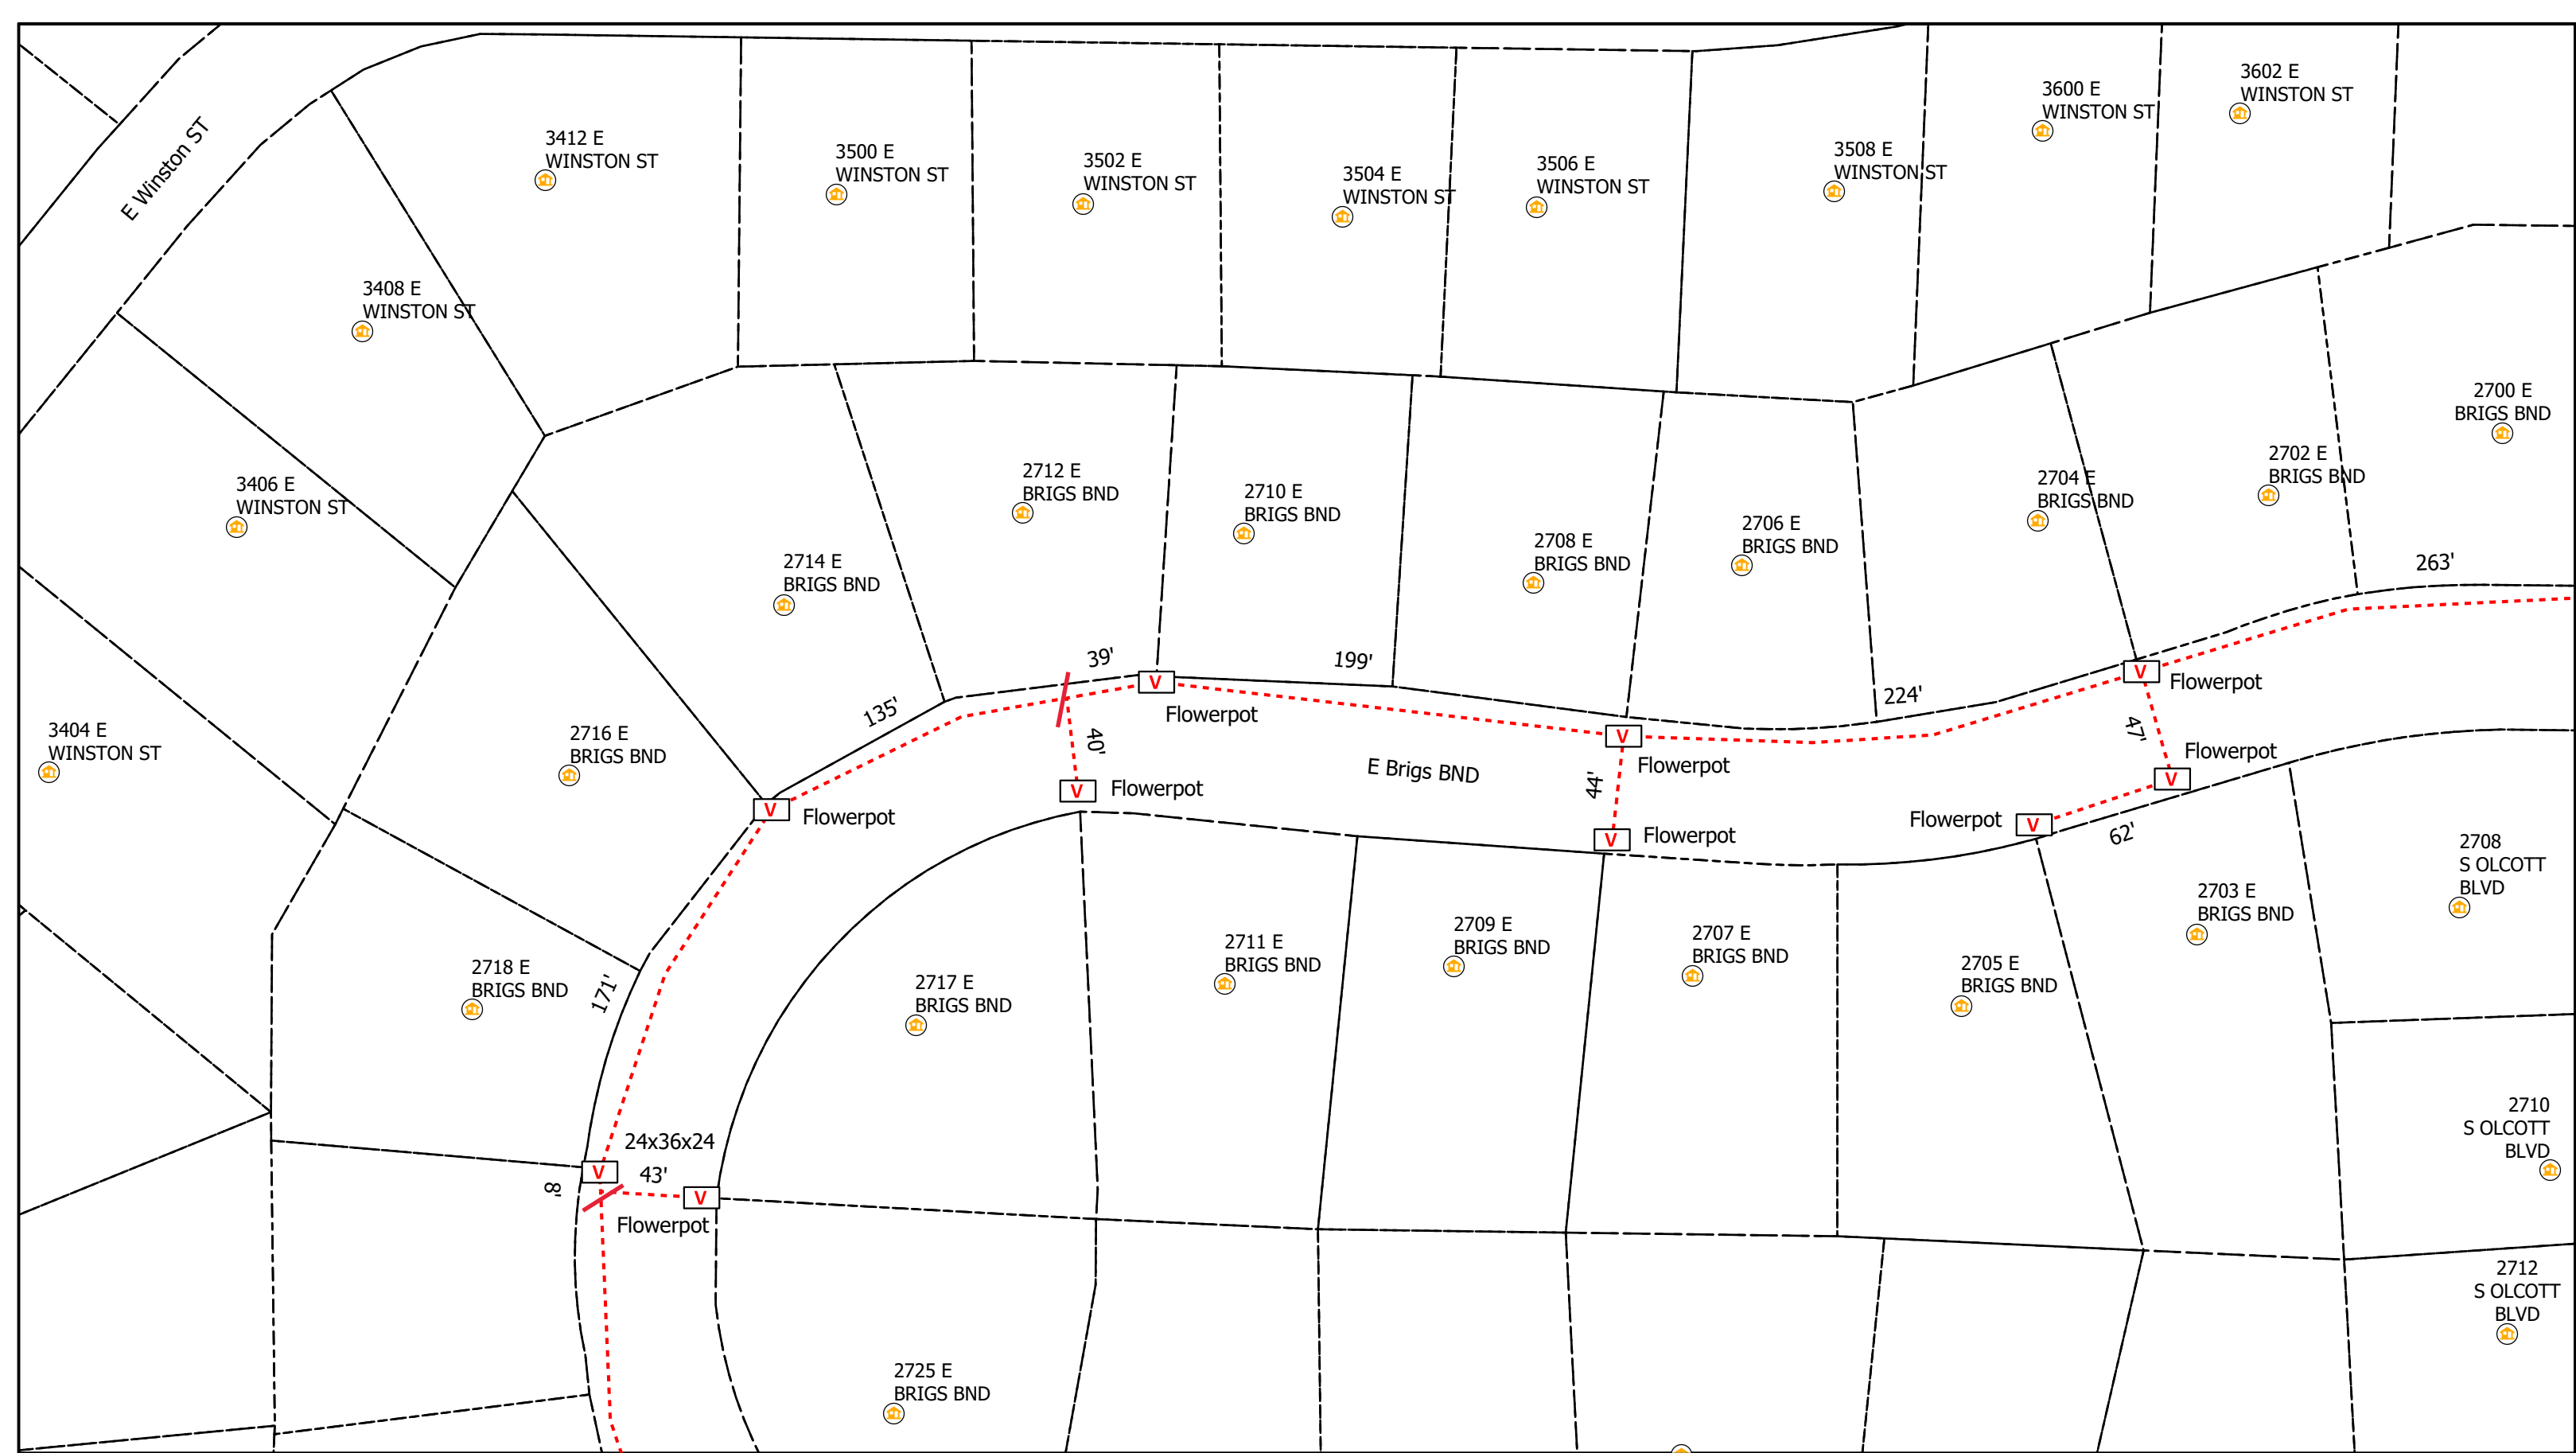 3602 E
WINSTON ST
3600 E
WINSTON ST
3412 E
WINSTON ST
3500 E
WINSTON ST
3502 E
WINSTON ST
3504 E
WINSTON ST
3506 E
WINSTON ST
3508 E
WINSTON ST
E Winston ST
3408 E
WINSTON ST
3406 E
WINSTON ST
3404 E
WINSTON ST
2700 E
BRIGS BND
2702 E
BRIGS BND
2704 E
BRIGS BND
2706 E
BRIGS BND
2708 E
BRIGS BND
2710 E
BRIGS BND
2712 E
BRIGS BND
2714 E
BRIGS BND
2716 E
BRIGS BND
263'
39'
199'
135'
224'
V
Flowerpot
V
Flowerpot
V
Flowerpot
V
Flowerpot
40'
V
Flowerpot
E Brigs BND
44'
V
Flowerpot
47'
Flowerpot
V
Flowerpot
V
62'
2708
S OLCOTT
BLVD
2703 E
BRIGS BND
2705 E
BRIGS BND
2707 E
BRIGS BND
2709 E
BRIGS BND
2711 E
BRIGS BND
2717 E
BRIGS BND
2718 E
BRIGS BND
171'
24x36x24
V
43'
8'
V
Flowerpot
2710
S OLCOTT
BLVD
2712
S OLCOTT
BLVD
2725 E
BRIGS BND